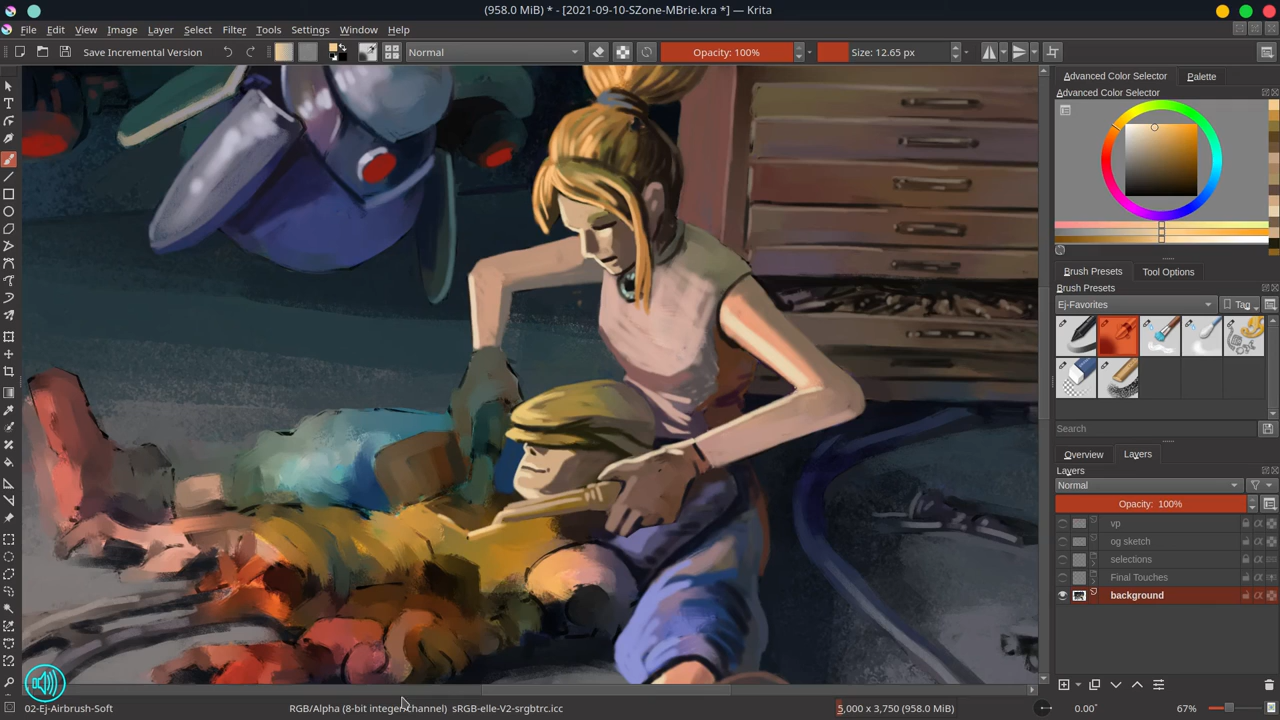 (958.0 MiB) * - [2021-09-10-SZone-MBrie.kra *] — Krita
File Edit View Image Layer Select Filter Tools Settings Window Help
Save Incremental Version Normal Opacity: 100% Size: 12.65 px
Advanced Color Selector Palette
Advanced Color Selector
Brush Presets Tool Options
Brush Presets
Ej-Favorites Tag
Search
Overview Layers
Layers
Normal
Opacity: 100%
vp
og sketch
selections
Final Touches
background
02-Ej-Airbrush-Soft RGB/Alpha (8-bit integer/channel) sRGB-elle-V2-srgbtrc.icc 5,000 x 3,750 (958.0 MiB) 0.00° 67%